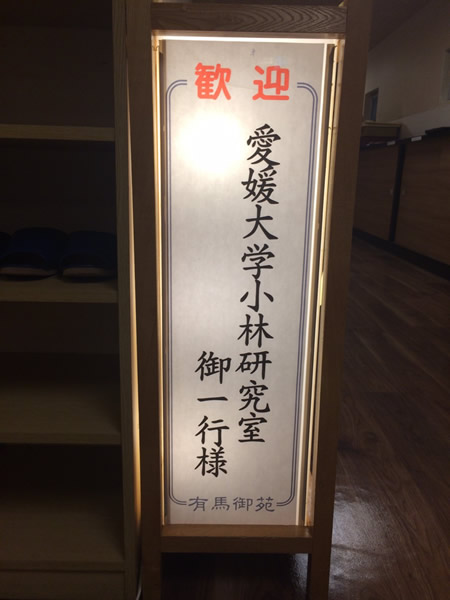 歓迎
愛媛大学小林研究室
御一行様
有馬御苑